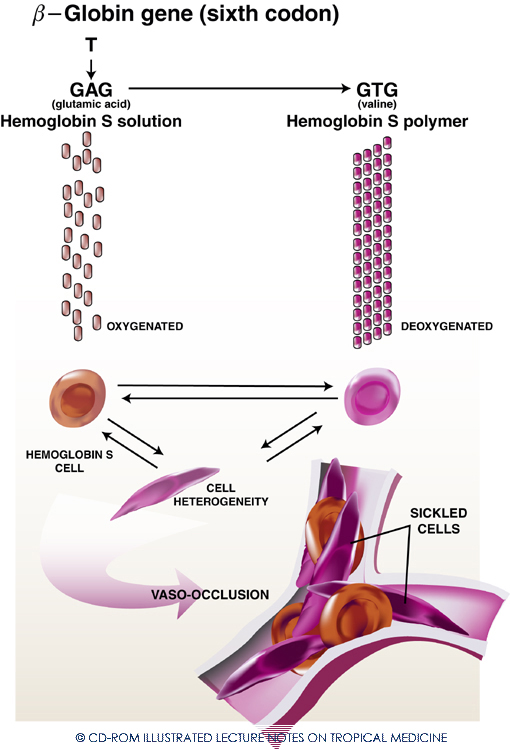 β–Globin gene (sixth codon)
T
GAG
(glutamic acid)
GTG
(valine)
Hemoglobin S solution
Hemoglobin S polymer
OXYGENATED
DEOXYGENATED
HEMOGLOBIN S
CELL
CELL
HETEROGENEITY
SICKLED
CELLS
VASO-OCCLUSION
© CD-ROM ILLUSTRATED LECTURE NOTES ON TROPICAL MEDICINE